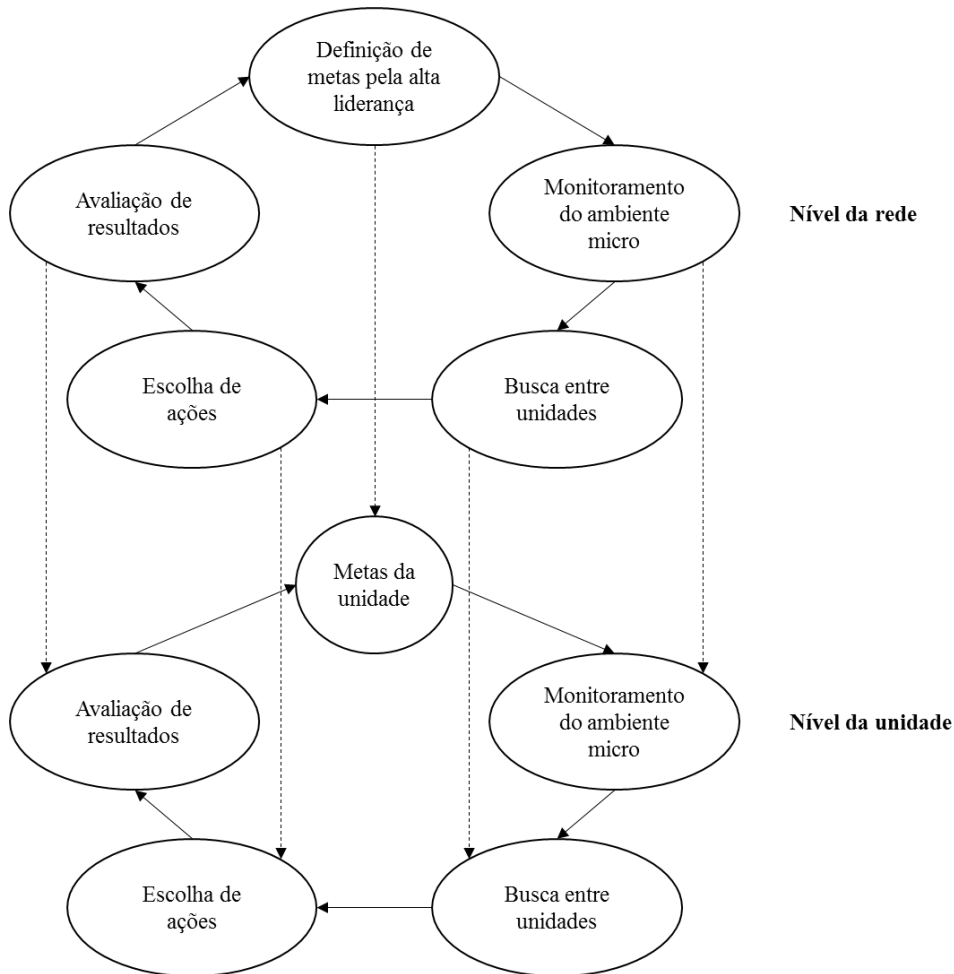 Definição de
metas pela alta
liderança
Avaliação de
resultados
Monitoramento
do ambiente
micro
Nível da rede
Escolha de
ações
Busca entre
unidades
Metas da
unidade
Avaliação de
resultados
Monitoramento
do ambiente
micro
Nível da unidade
Escolha de
ações
Busca entre
unidades